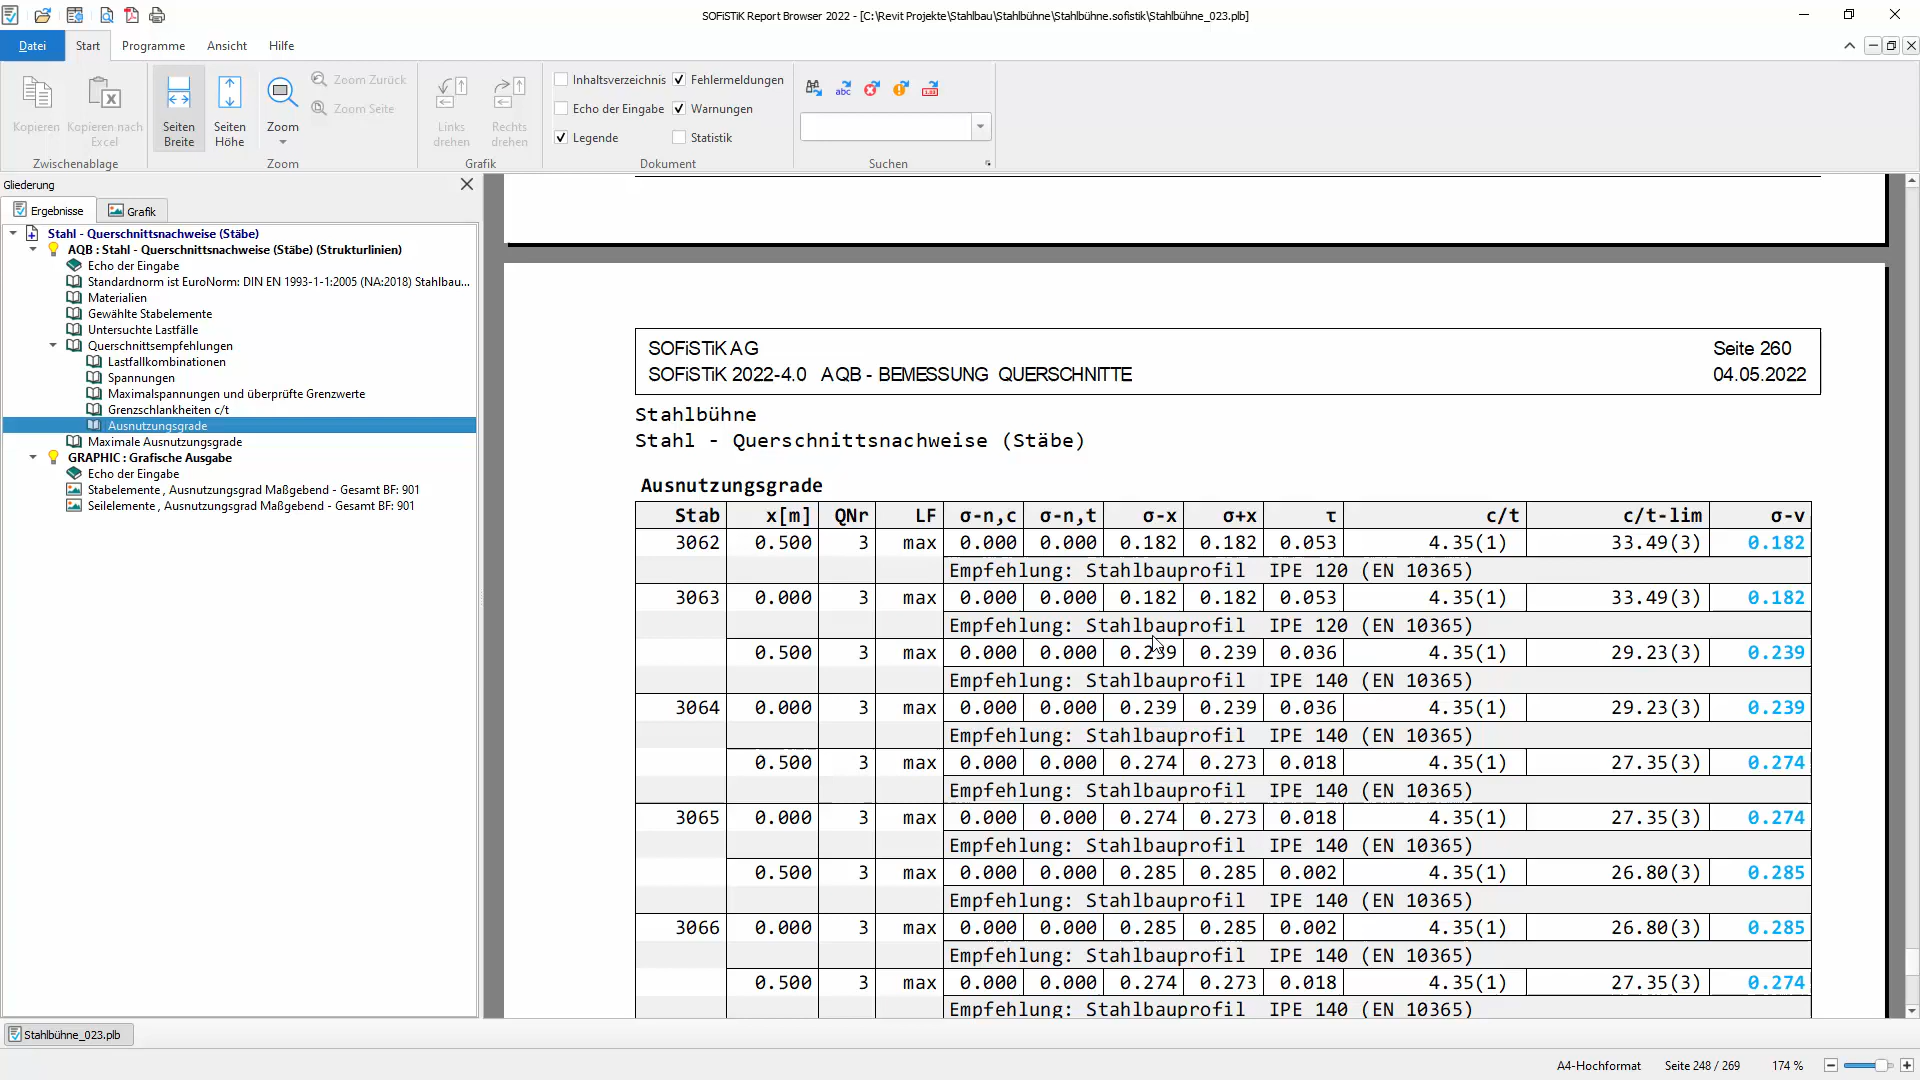 SOFiSTiK Report Browser 2022 - [C:\Revit Projekte\Stahlbau\Stahlbühne\Stahlbühne.sofistik\Stahlbühne_023.plb]
Datei Start Programme Ansicht Hilfe
Kopieren
Kopieren nach Excel
Zwischenablage
Seiten Breite
Seiten Höhe
Zoom
Zoom Zurück
Zoom Seite
Zoom
Links drehen
Rechts drehen
Grafik
Inhaltsverzeichnis Fehlermeldungen
Echo der Eingabe Warnungen
Legende Statistik
Dokument
abc
Suchen
Gliederung
Ergebnisse Grafik
Stahl - Querschnittsnachweise (Stäbe)
AQB : Stahl - Querschnittsnachweise (Stäbe) (Strukturlinien)
Echo der Eingabe
Standardnorm ist EuroNorm: DIN EN 1993-1-1:2005 (NA:2018) Stahlbau...
Materialien
Gewählte Stabelemente
Untersuchte Lastfälle
Querschnittsempfehlungen
Lastfallkombinationen
Spannungen
Maximalspannungen und überprüfte Grenzwerte
Grenzschlankheiten c/t
Ausnutzungsgrade
Maximale Ausnutzungsgrade
GRAPHIC : Grafische Ausgabe
Echo der Eingabe
Stabelemente , Ausnutzungsgrad Maßgebend - Gesamt BF: 901
Seilelemente , Ausnutzungsgrad Maßgebend - Gesamt BF: 901
SOFiSTiK AG Seite 260
SOFiSTiK 2022-4.0 AQB - BEMESSUNG QUERSCHNITTE 04.05.2022
Stahlbühne
Stahl - Querschnittsnachweise (Stäbe)
Ausnutzungsgrade
Stab x[m] QNr LF σ-n,c σ-n,t σ-x σ+x τ c/t c/t-lim σ-v
3062 0.500 3 max 0.000 0.000 0.182 0.182 0.053 4.35(1) 33.49(3) 0.182
Empfehlung: Stahlbauprofil IPE 120 (EN 10365)
3063 0.000 3 max 0.000 0.000 0.182 0.182 0.053 4.35(1) 33.49(3) 0.182
Empfehlung: Stahlbauprofil IPE 120 (EN 10365)
0.500 3 max 0.000 0.000 0.239 0.239 0.036 4.35(1) 29.23(3) 0.239
Empfehlung: Stahlbauprofil IPE 140 (EN 10365)
3064 0.000 3 max 0.000 0.000 0.239 0.239 0.036 4.35(1) 29.23(3) 0.239
Empfehlung: Stahlbauprofil IPE 140 (EN 10365)
0.500 3 max 0.000 0.000 0.274 0.273 0.018 4.35(1) 27.35(3) 0.274
Empfehlung: Stahlbauprofil IPE 140 (EN 10365)
3065 0.000 3 max 0.000 0.000 0.274 0.273 0.018 4.35(1) 27.35(3) 0.274
Empfehlung: Stahlbauprofil IPE 140 (EN 10365)
0.500 3 max 0.000 0.000 0.285 0.285 0.002 4.35(1) 26.80(3) 0.285
Empfehlung: Stahlbauprofil IPE 140 (EN 10365)
3066 0.000 3 max 0.000 0.000 0.285 0.285 0.002 4.35(1) 26.80(3) 0.285
Empfehlung: Stahlbauprofil IPE 140 (EN 10365)
0.500 3 max 0.000 0.000 0.274 0.273 0.018 4.35(1) 27.35(3) 0.274
Empfehlung: Stahlbauprofil IPE 140 (EN 10365)
Stahlbühne_023.plb
A4-Hochformat Seite 248 / 269 174 %